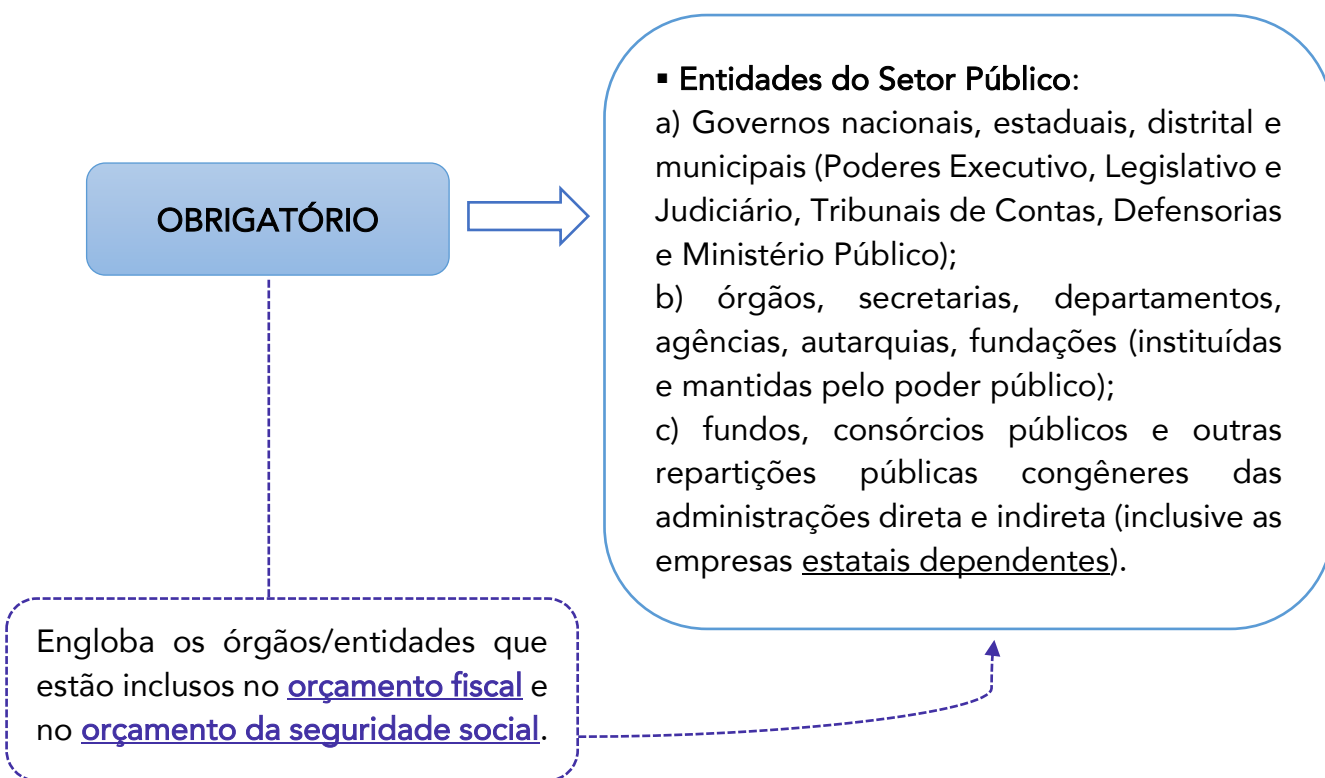 OBRIGATÓRIO
▪ Entidades do Setor Público:
a) Governos nacionais, estaduais, distrital e
municipais (Poderes Executivo, Legislativo e
Judiciário, Tribunais de Contas, Defensorias
e Ministério Público);
b) órgãos, secretarias, departamentos,
agências, autarquias, fundações (instituídas
e mantidas pelo poder público);
c) fundos, consórcios públicos e outras
repartições públicas congêneres das
administrações direta e indireta (inclusive as
empresas estatais dependentes).
Engloba os órgãos/entidades que
estão inclusos no orçamento fiscal e
no orçamento da seguridade social.